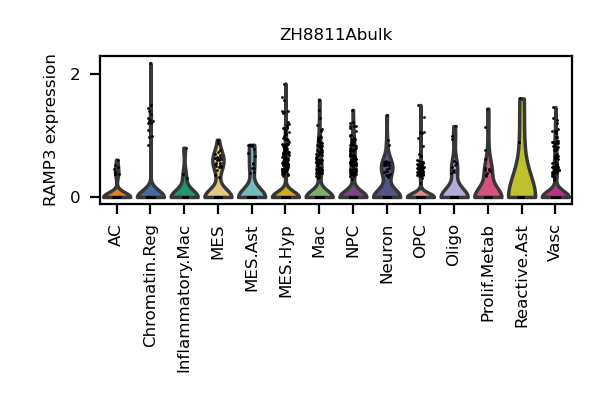 ZH8811Abulk
RAMP3 expression
2
0
AC
Chromatin.Reg
Inflammatory.Mac
MES
MES.Ast
MES.Hyp
Mac
NPC
Neuron
OPC
Oligo
Prolif.Metab
Reactive.Ast
Vasc